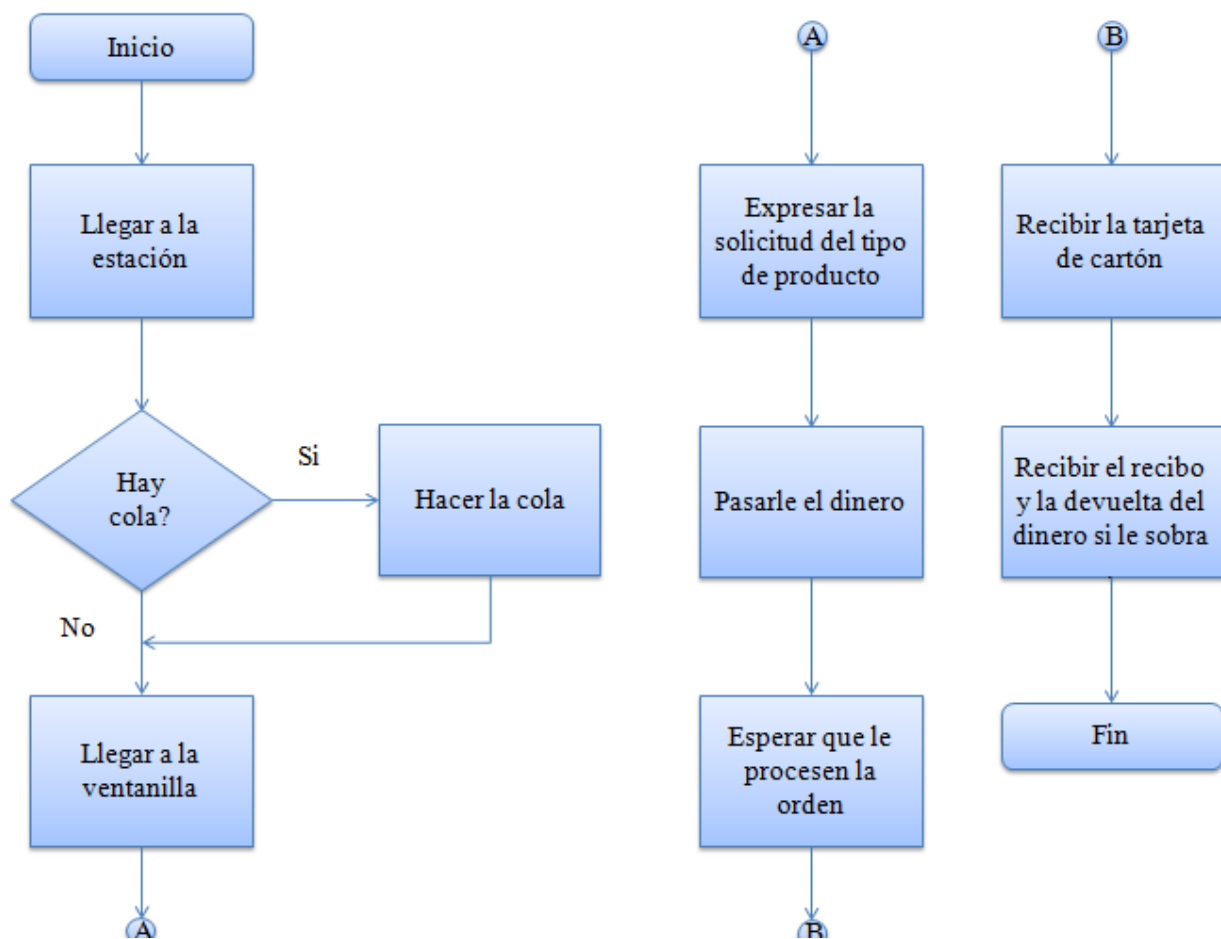 Inicio
Llegar a la
estación
Hay
cola?
Si
Hacer la cola
No
Llegar a la
ventanilla
A
A
Expresar la
solicitud del tipo
de producto
Pasarle el dinero
Esperar que le
procesen la
orden
B
B
Recibir la tarjeta
de cartón
Recibir el recibo
y la devuelta del
dinero si le sobra
Fin